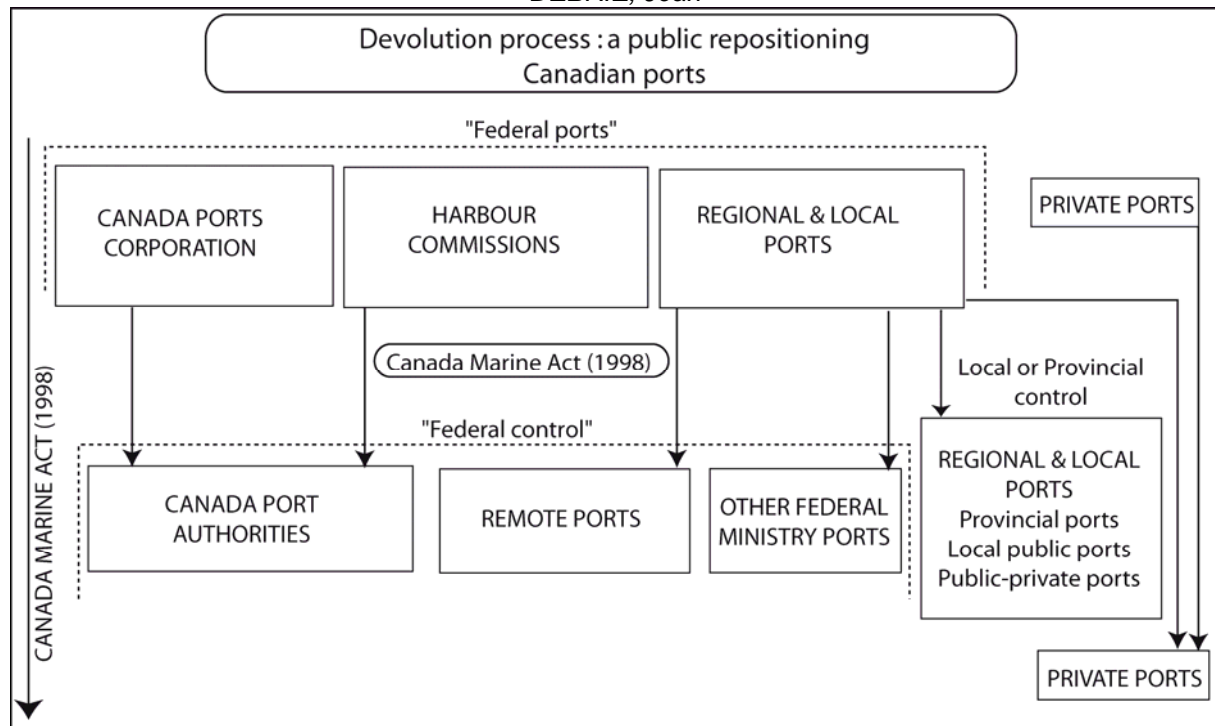 Devolution process : a public repositioning
Canadian ports
"Federal ports"
CANADA PORTS
CORPORATION
HARBOUR
COMMISSIONS
REGIONAL & LOCAL
PORTS
PRIVATE PORTS
Canada Marine Act (1998)
Local or Provincial
control
CANADA MARINE ACT (1998)
"Federal control"
CANADA PORT
AUTHORITIES
REMOTE PORTS
OTHER FEDERAL
MINISTRY PORTS
REGIONAL & LOCAL
PORTS
Provincial ports
Local public ports
Public-private ports
PRIVATE PORTS